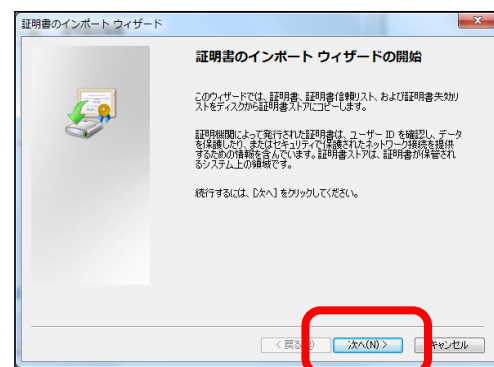 証明書のインポート ウィザード
証明書のインポート ウィザードの開始
このウィザードでは、証明書、証明書信頼リスト、および証明書失効リ
ストをディスクから証明書ストアにコピーします。
証明機関によって発行された証明書は、ユーザー ID を確認し、データ
を保護したり、またはセキュリティで保護されたネットワーク接続を提供
するための情報を含んでいます。証明書ストアは、証明書が保管され
るシステム上の領域です。
続行するには、[次へ] をクリックしてください。
< 戻る 次へ(N) > キャンセル